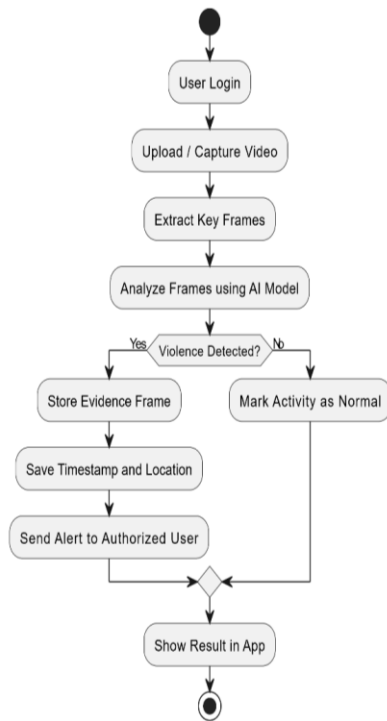 User Login
Upload / Capture Video
Extract Key Frames
Analyze Frames using AI Model
Yes
Violence Detected?
No
Store Evidence Frame
Mark Activity as Normal
Save Timestamp and Location
Send Alert to Authorized User
Show Result in App